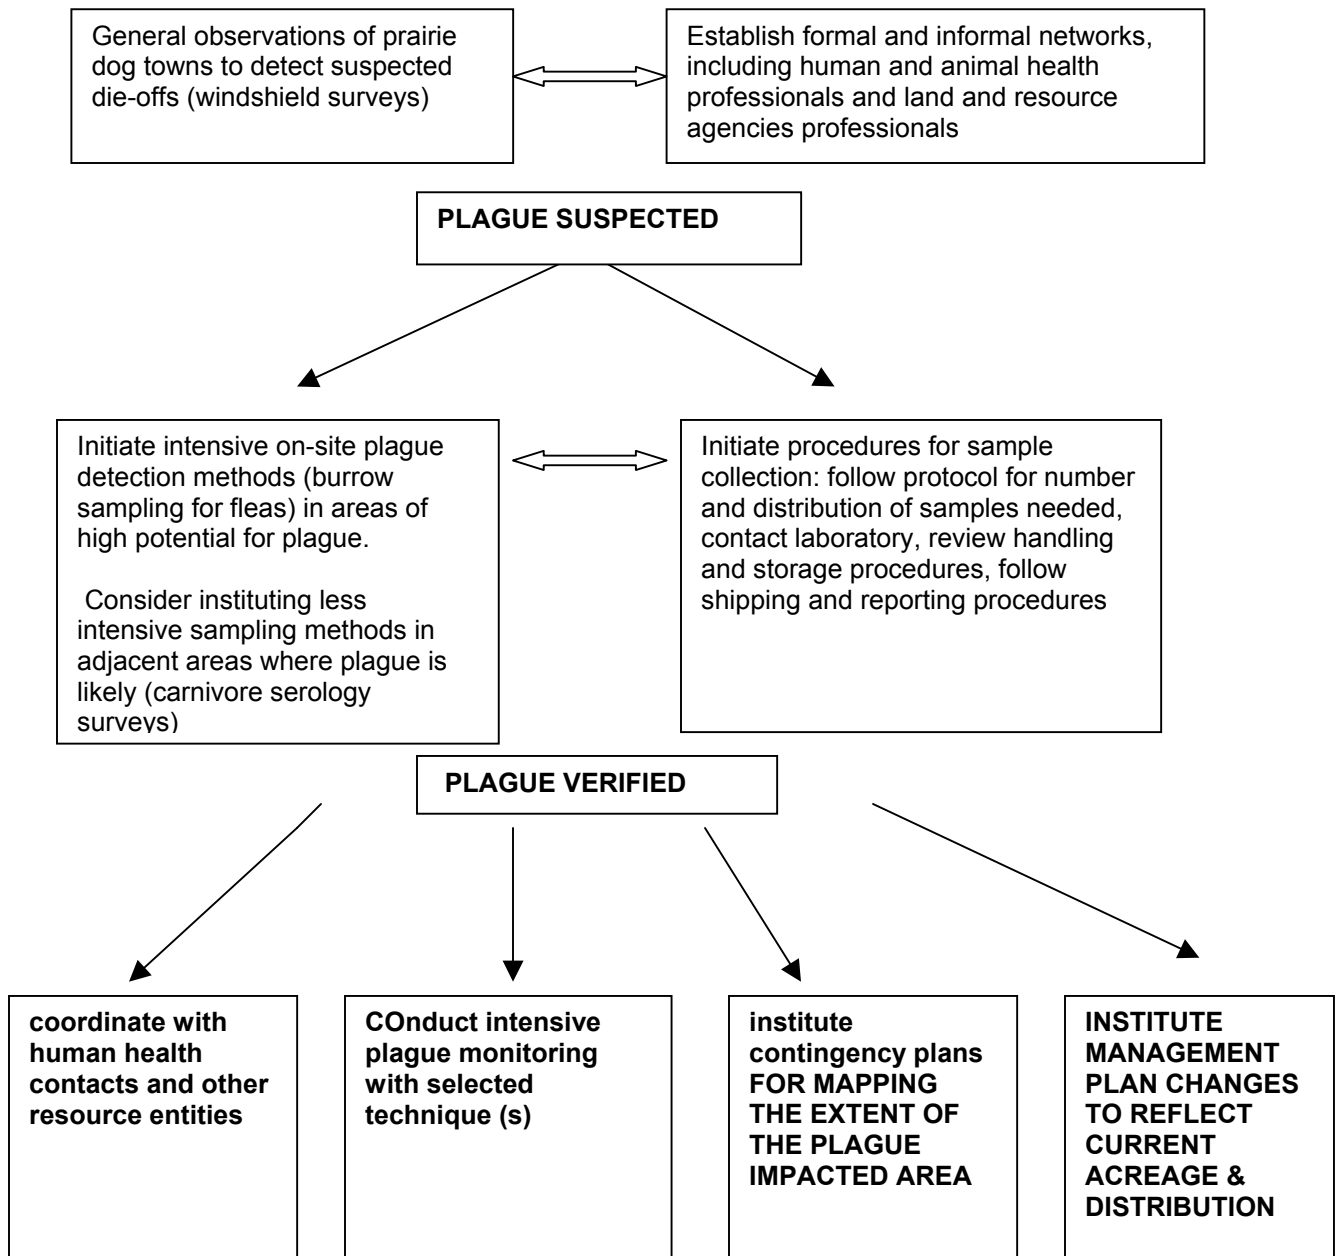 General observations of prairie
dog towns to detect suspected
die-offs (windshield surveys)
Establish formal and informal networks,
including human and animal health
professionals and land and resource
agencies professionals
PLAGUE SUSPECTED
Initiate intensive on-site plague
detection methods (burrow
sampling for fleas) in areas of
high potential for plague.
Consider instituting less
intensive sampling methods in
adjacent areas where plague is
likely (carnivore serology
surveys)
Initiate procedures for sample
collection: follow protocol for number
and distribution of samples needed,
contact laboratory, review handling
and storage procedures, follow
shipping and reporting procedures
PLAGUE VERIFIED
coordinate with
human health
contacts and other
resource entities
COnduct intensive
plague monitoring
with selected
technique (s)
institute
contingency plans
FOR MAPPING
THE EXTENT OF
THE PLAGUE
IMPACTED AREA
INSTITUTE
MANAGEMENT
PLAN CHANGES
TO REFLECT
CURRENT
ACREAGE &
DISTRIBUTION